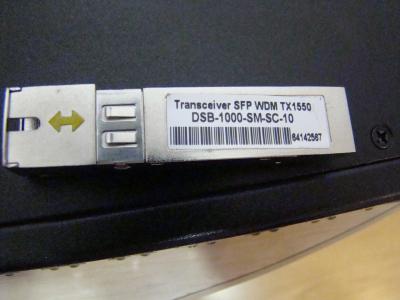 Transceiver SFP WDM TX1550
DSB-1000-SM-SC-10
64142567